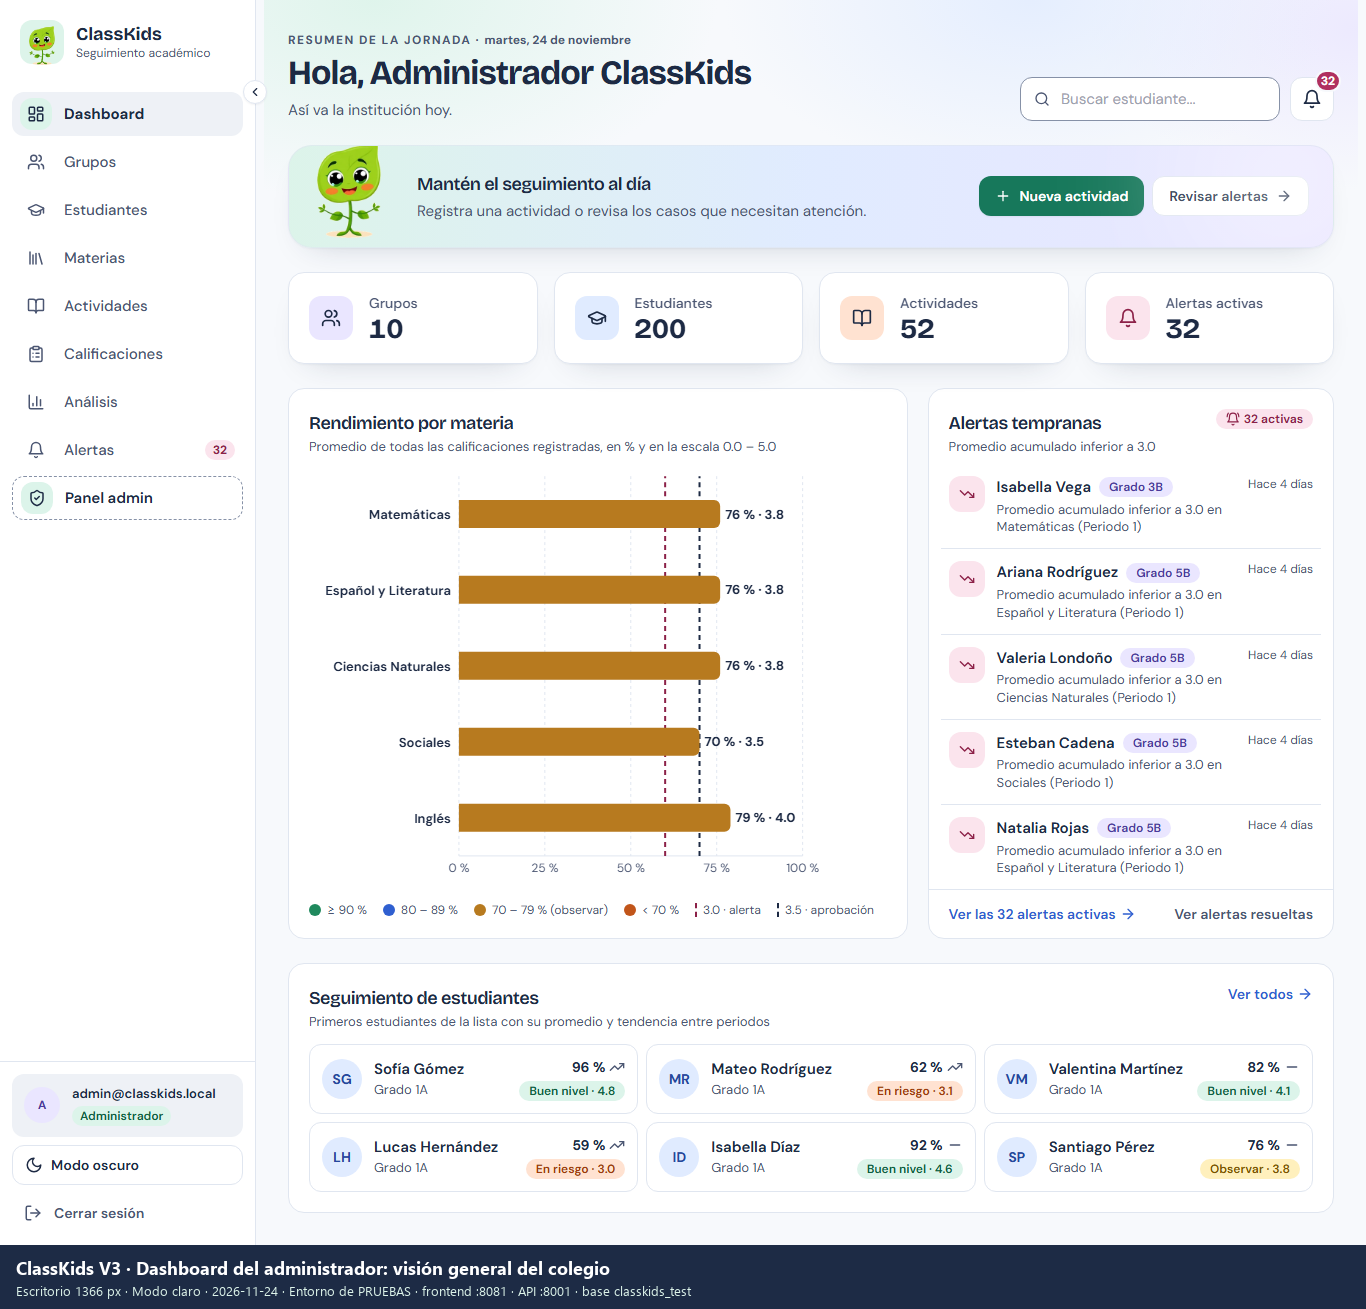 ClassKids
Seguimiento académico
Dashboard
Grupos
Estudiantes
Materias
Actividades
Calificaciones
Análisis
Alertas 32
Panel admin
A
admin@classkids.local
Administrador
Modo oscuro
Cerrar sesión
RESUMEN DE LA JORNADA · martes, 24 de noviembre
Hola, Administrador ClassKids
Así va la institución hoy.
Buscar estudiante...
32
Mantén el seguimiento al día
Registra una actividad o revisa los casos que necesitan atención.
+ Nueva actividad
Revisar alertas →
Grupos
10
Estudiantes
200
Actividades
52
Alertas activas
32
Rendimiento por materia
Promedio de todas las calificaciones registradas, en % y en la escala 0.0 – 5.0
Matemáticas 76 % · 3.8
Español y Literatura 76 % · 3.8
Ciencias Naturales 76 % · 3.8
Sociales 70 % · 3.5
Inglés 79 % · 4.0
0 % 25 % 50 % 75 % 100 %
≥ 90 % 80 – 89 % 70 – 79 % (observar) < 70 % 3.0 · alerta 3.5 · aprobación
Alertas tempranas
32 activas
Promedio acumulado inferior a 3.0
Isabella Vega Grado 3B Hace 4 días
Promedio acumulado inferior a 3.0 en
Matemáticas (Periodo 1)
Ariana Rodríguez Grado 5B Hace 4 días
Promedio acumulado inferior a 3.0 en
Español y Literatura (Periodo 1)
Valeria Londoño Grado 5B Hace 4 días
Promedio acumulado inferior a 3.0 en
Ciencias Naturales (Periodo 1)
Esteban Cadena Grado 5B Hace 4 días
Promedio acumulado inferior a 3.0 en
Sociales (Periodo 1)
Natalia Rojas Grado 5B Hace 4 días
Promedio acumulado inferior a 3.0 en
Español y Literatura (Periodo 1)
Ver las 32 alertas activas →
Ver alertas resueltas
Seguimiento de estudiantes
Ver todos →
Primeros estudiantes de la lista con su promedio y tendencia entre periodos
SG Sofía Gómez 96 %
Grado 1A Buen nivel · 4.8
MR Mateo Rodríguez 62 %
Grado 1A En riesgo · 3.1
VM Valentina Martínez 82 %
Grado 1A Buen nivel · 4.1
LH Lucas Hernández 59 %
Grado 1A En riesgo · 3.0
ID Isabella Díaz 92 %
Grado 1A Buen nivel · 4.6
SP Santiago Pérez 76 %
Grado 1A Observar · 3.8
ClassKids V3 · Dashboard del administrador: visión general del colegio
Escritorio 1366 px · Modo claro · 2026-11-24 · Entorno de PRUEBAS · frontend :8081 · API :8001 · base classkids_test